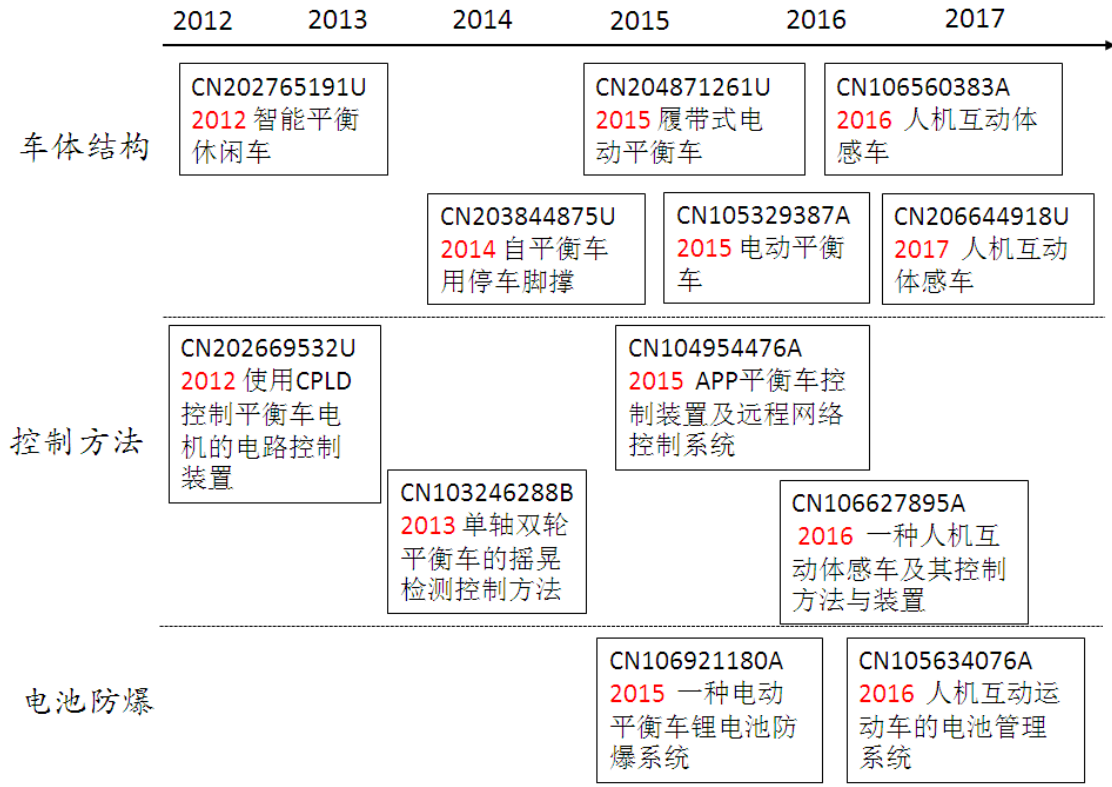 2012 2013 2014 2015 2016 2017
车体结构
CN202765191U
2012 智能平衡
休闲车
CN204871261U
2015 履带式电
动平衡车
CN106560383A
2016 人机互动体
感车
CN203844875U
2014 自平衡车
用停车脚撑
CN105329387A
2015 电动平衡
车
CN206644918U
2017 人机互动
体感车
控制方法
CN202669532U
2012 使用CPLD
控制平衡车电
机的电路控制
装置
CN104954476A
2015 APP平衡车控
制装置及远程网络
控制系统
CN103246288B
2013 单轴双轮
平衡车的摇晃
检测控制方法
CN106627895A
2016 一种人机互
动体感车及其控制
方法与装置
电池防爆
CN106921180A
2015 一种电动
平衡车锂电池防
爆系统
CN105634076A
2016 人机互动运
动车的电池管理
系统